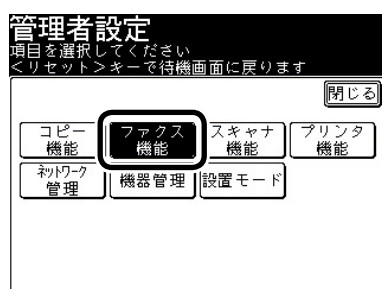 管理者設定
項目を選択してください
<リセット>キーで待機画面に戻ります
閉じる
コピー
機能
ファクス
機能
スキャナ
機能
プリンタ
機能
ネットワーク
管理
機器管理
設置モード